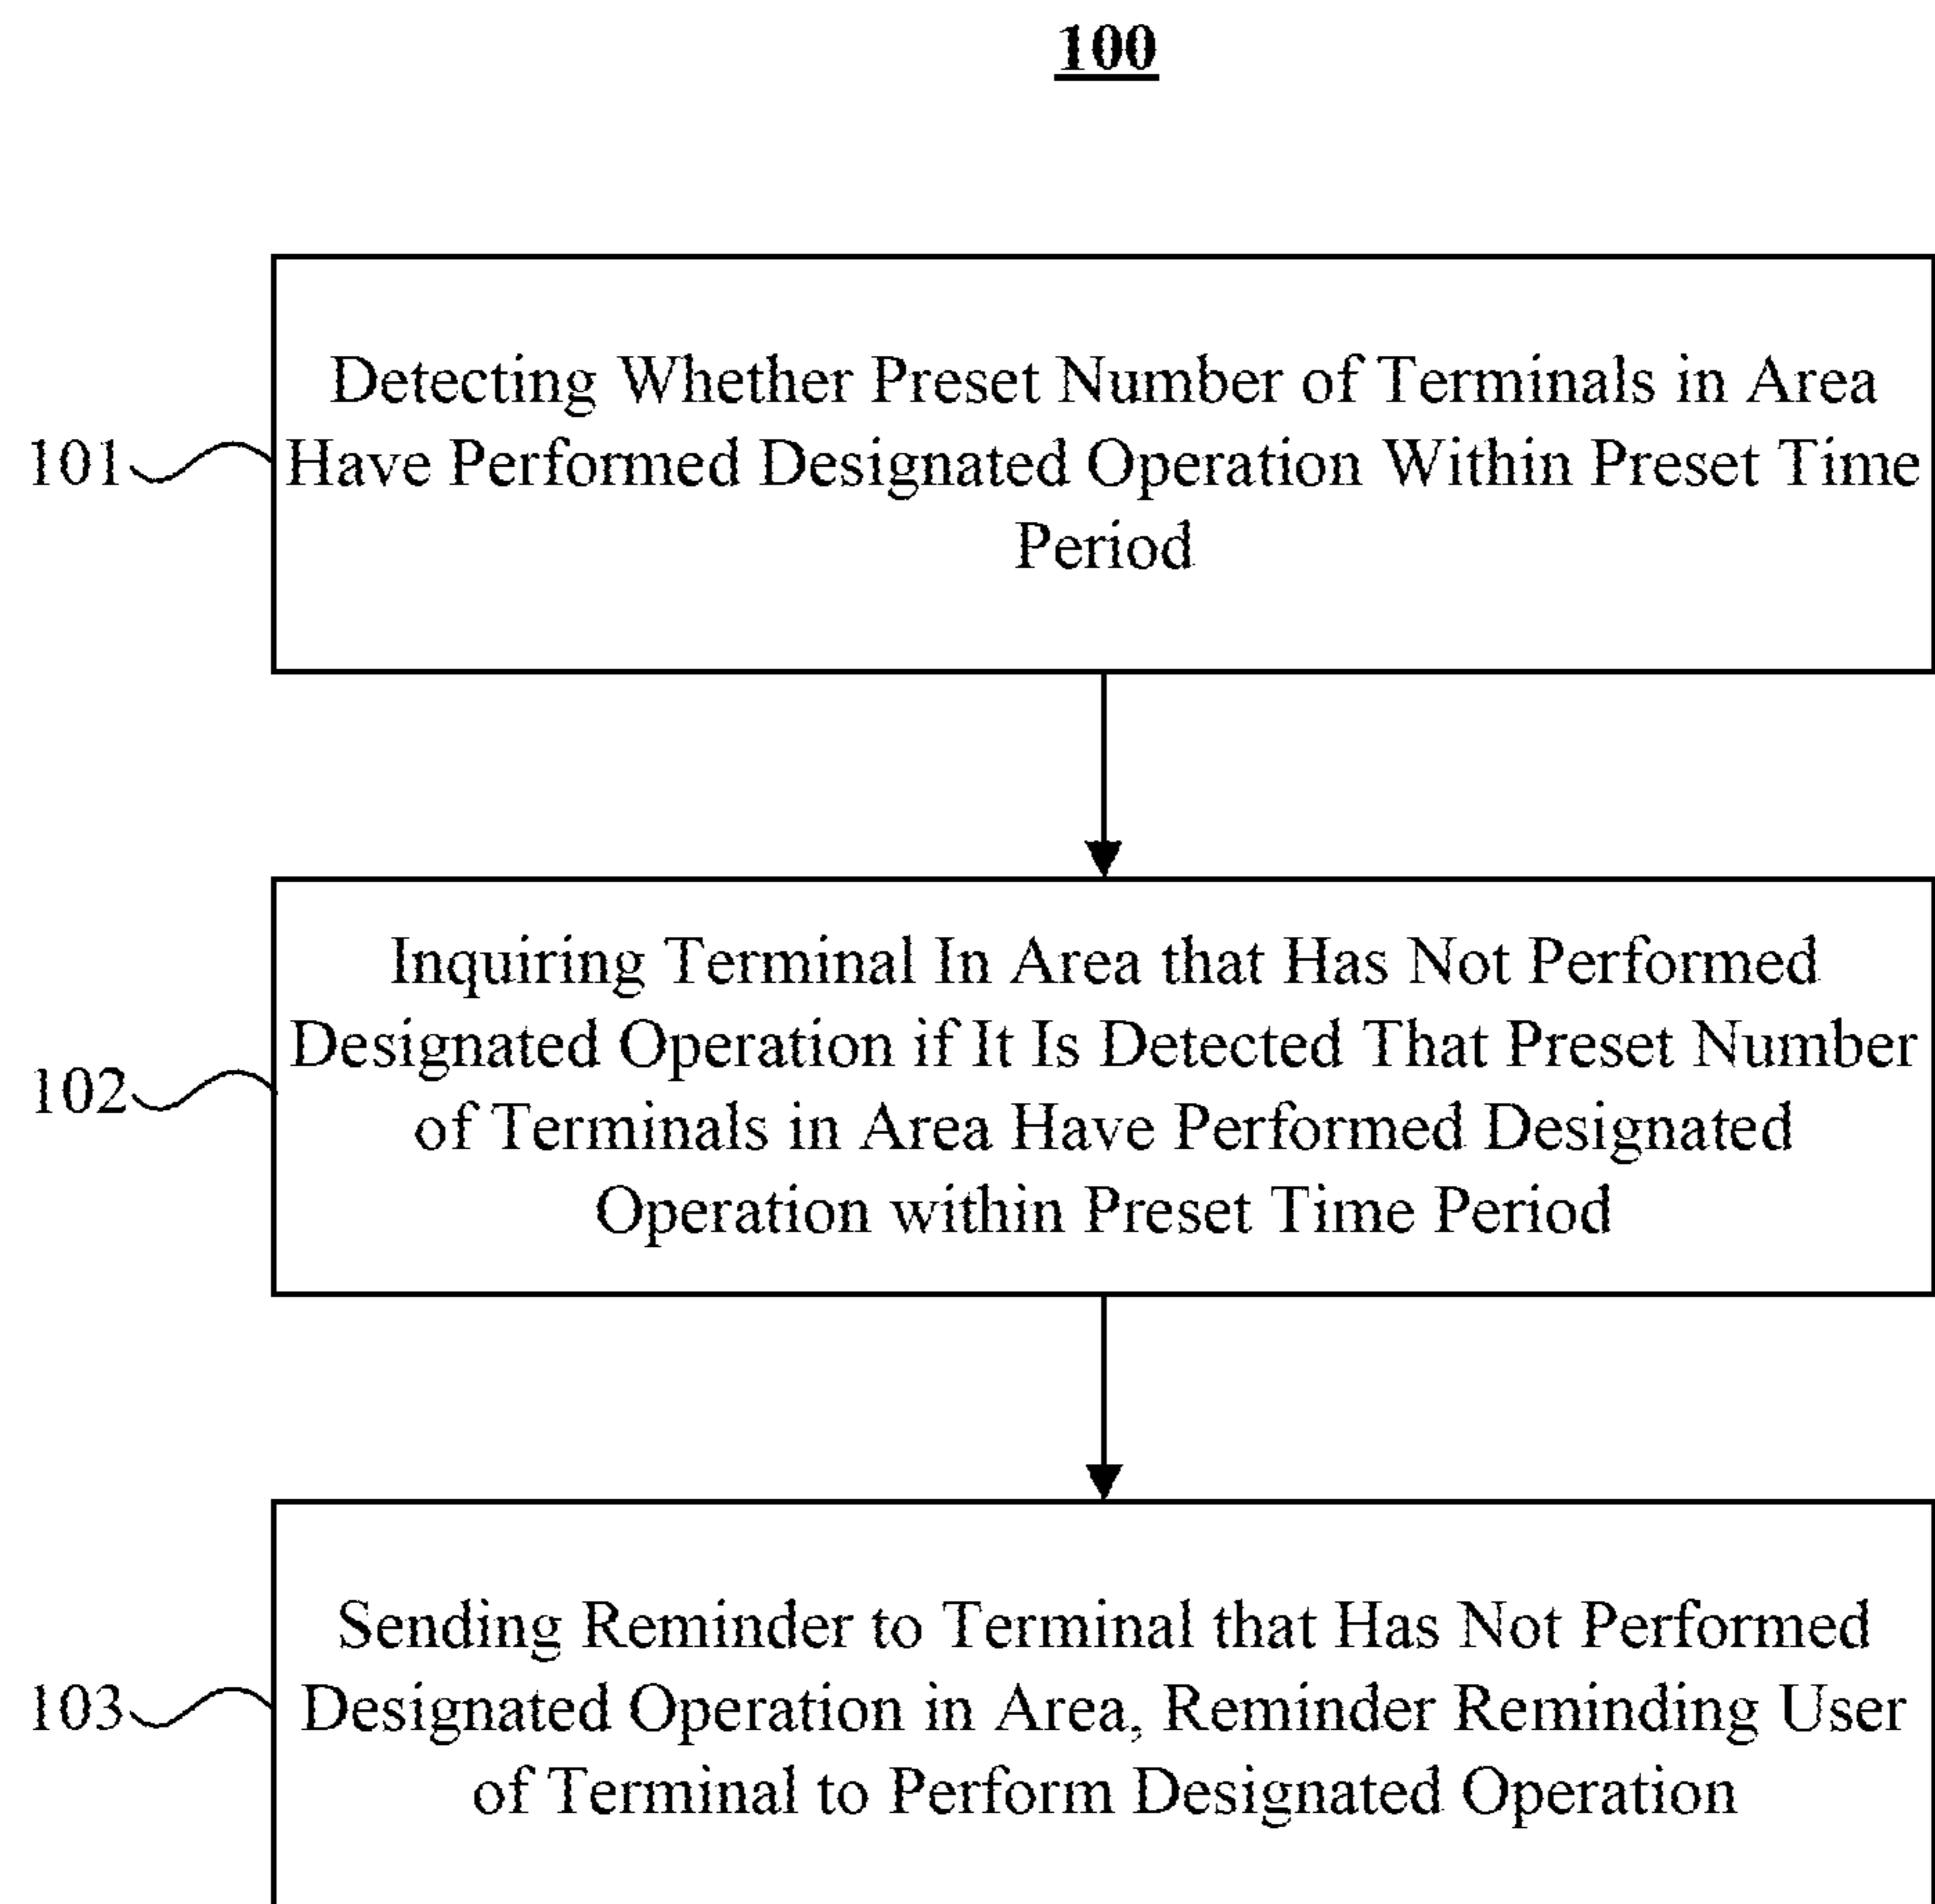 100
Detecting Whether Preset Number of Terminals in Area
101
Have Performed Designated Operation Within Preset Time
Period
Inquiring Terminal In Area that Has Not Performed
Designated Operation if It Is Detected That Preset Number
102
of Terminals in Area Have Performed Designated
Operation within Preset Time Period
Sending Reminder to Terminal that Has Not Performed
103
Designated Operation in Area, Reminder Reminding User
of Terminal to Perform Designated Operation